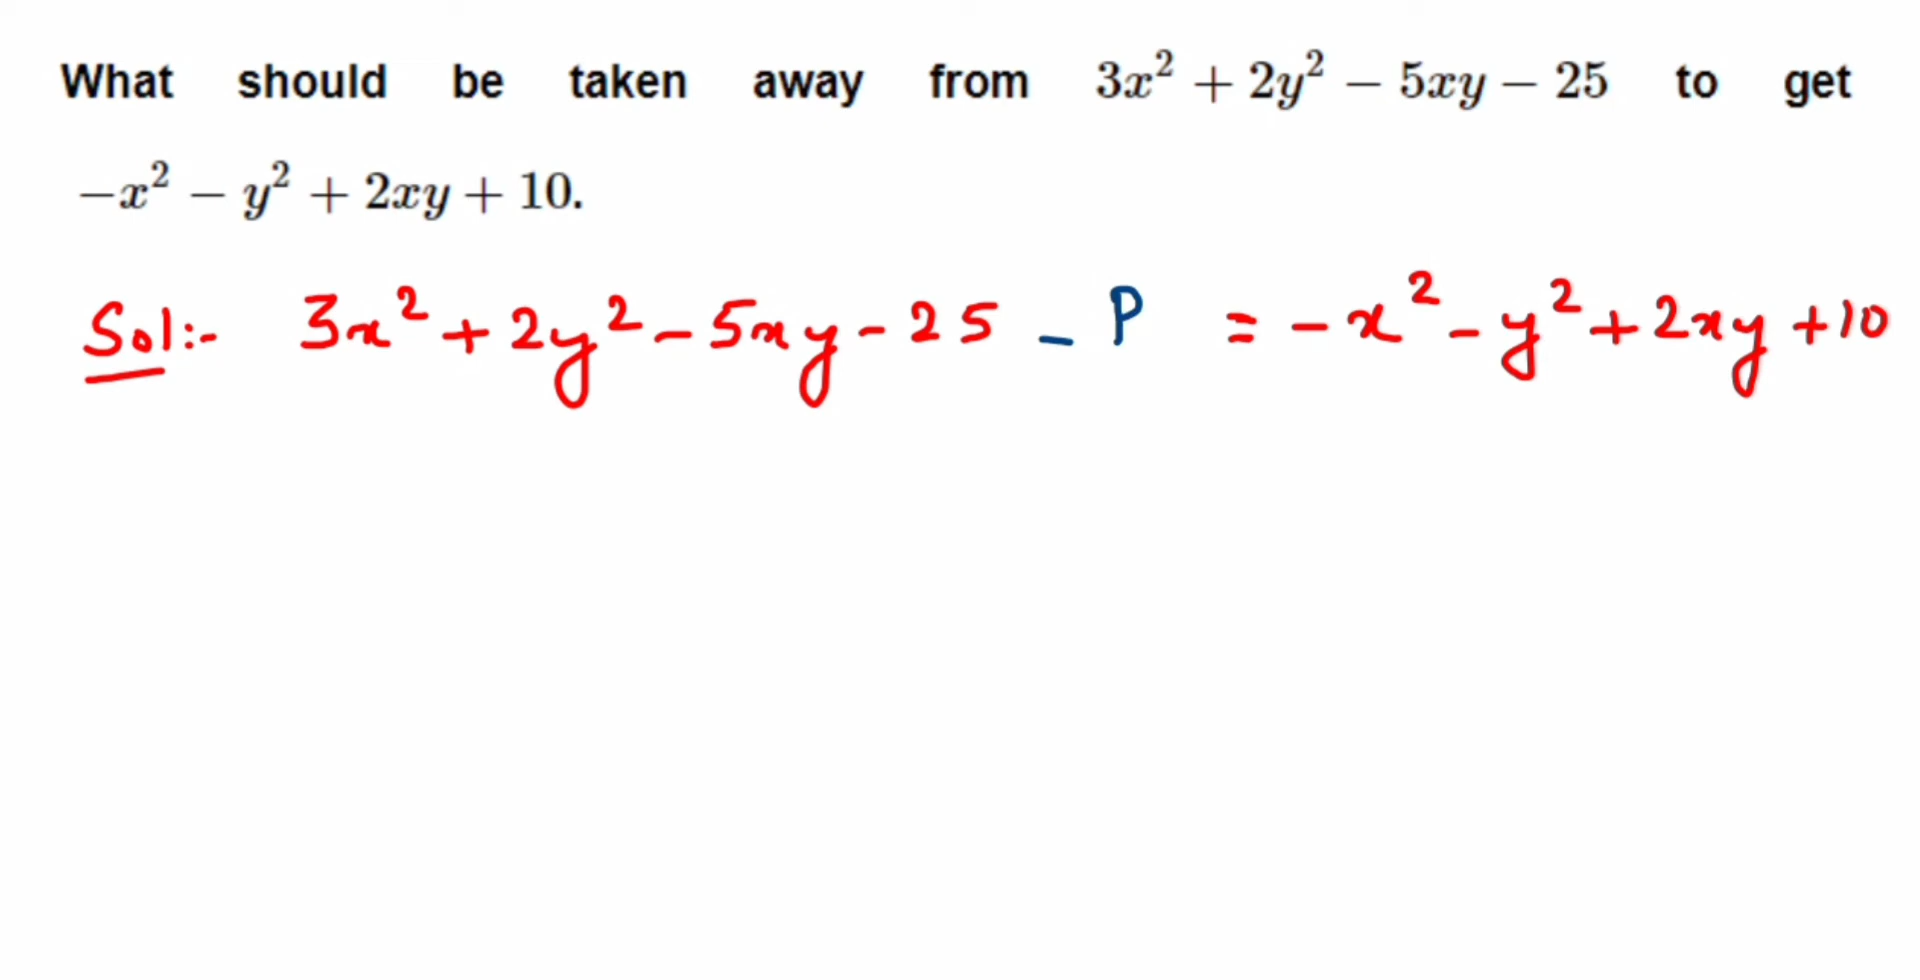 What should be taken away from 3x² + 2y² − 5xy − 25 to get
−x² − y² + 2xy + 10.
Sol:- 3x² + 2y² - 5xy - 25 - P = - x² - y² + 2xy + 10